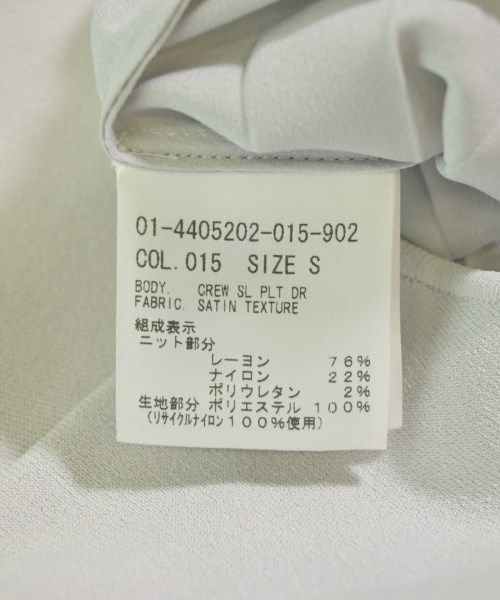 01-4405202-015-902
COL. 015 SIZE S
BODY. CREW SL PLT DR
FABRIC. SATIN TEXTURE
組成表示
ニット部分
レーヨン 76%
ナイロン 22%
ポリウレタン 2%
生地部分 ポリエステル 100%
(リサイクルナイロン100%使用)